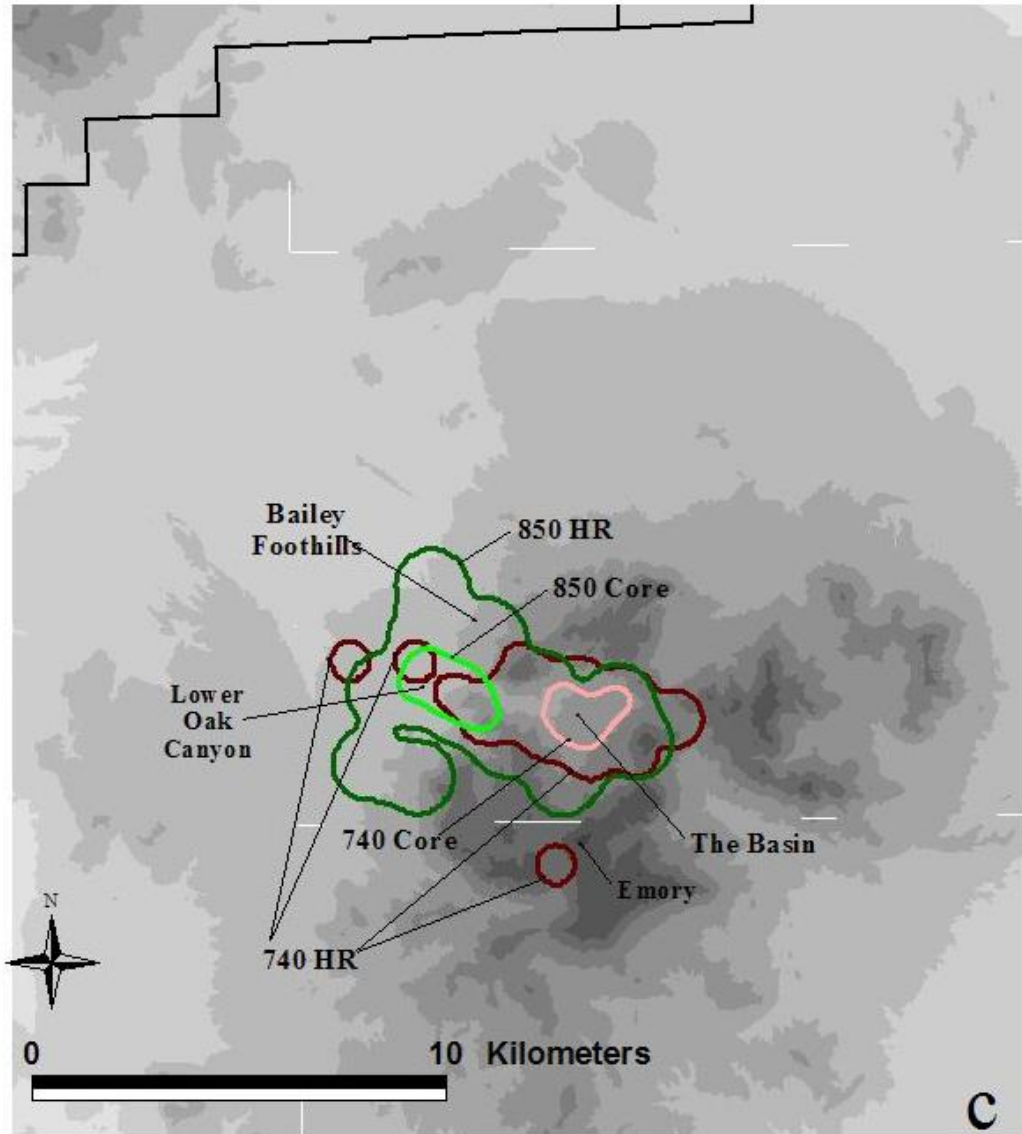 Bailey
Foothills
850 HR
850 Core
Lower
Oak
Canyon
740 Core
The Basin
Emory
740 HR
N
0
10 Kilometers
C